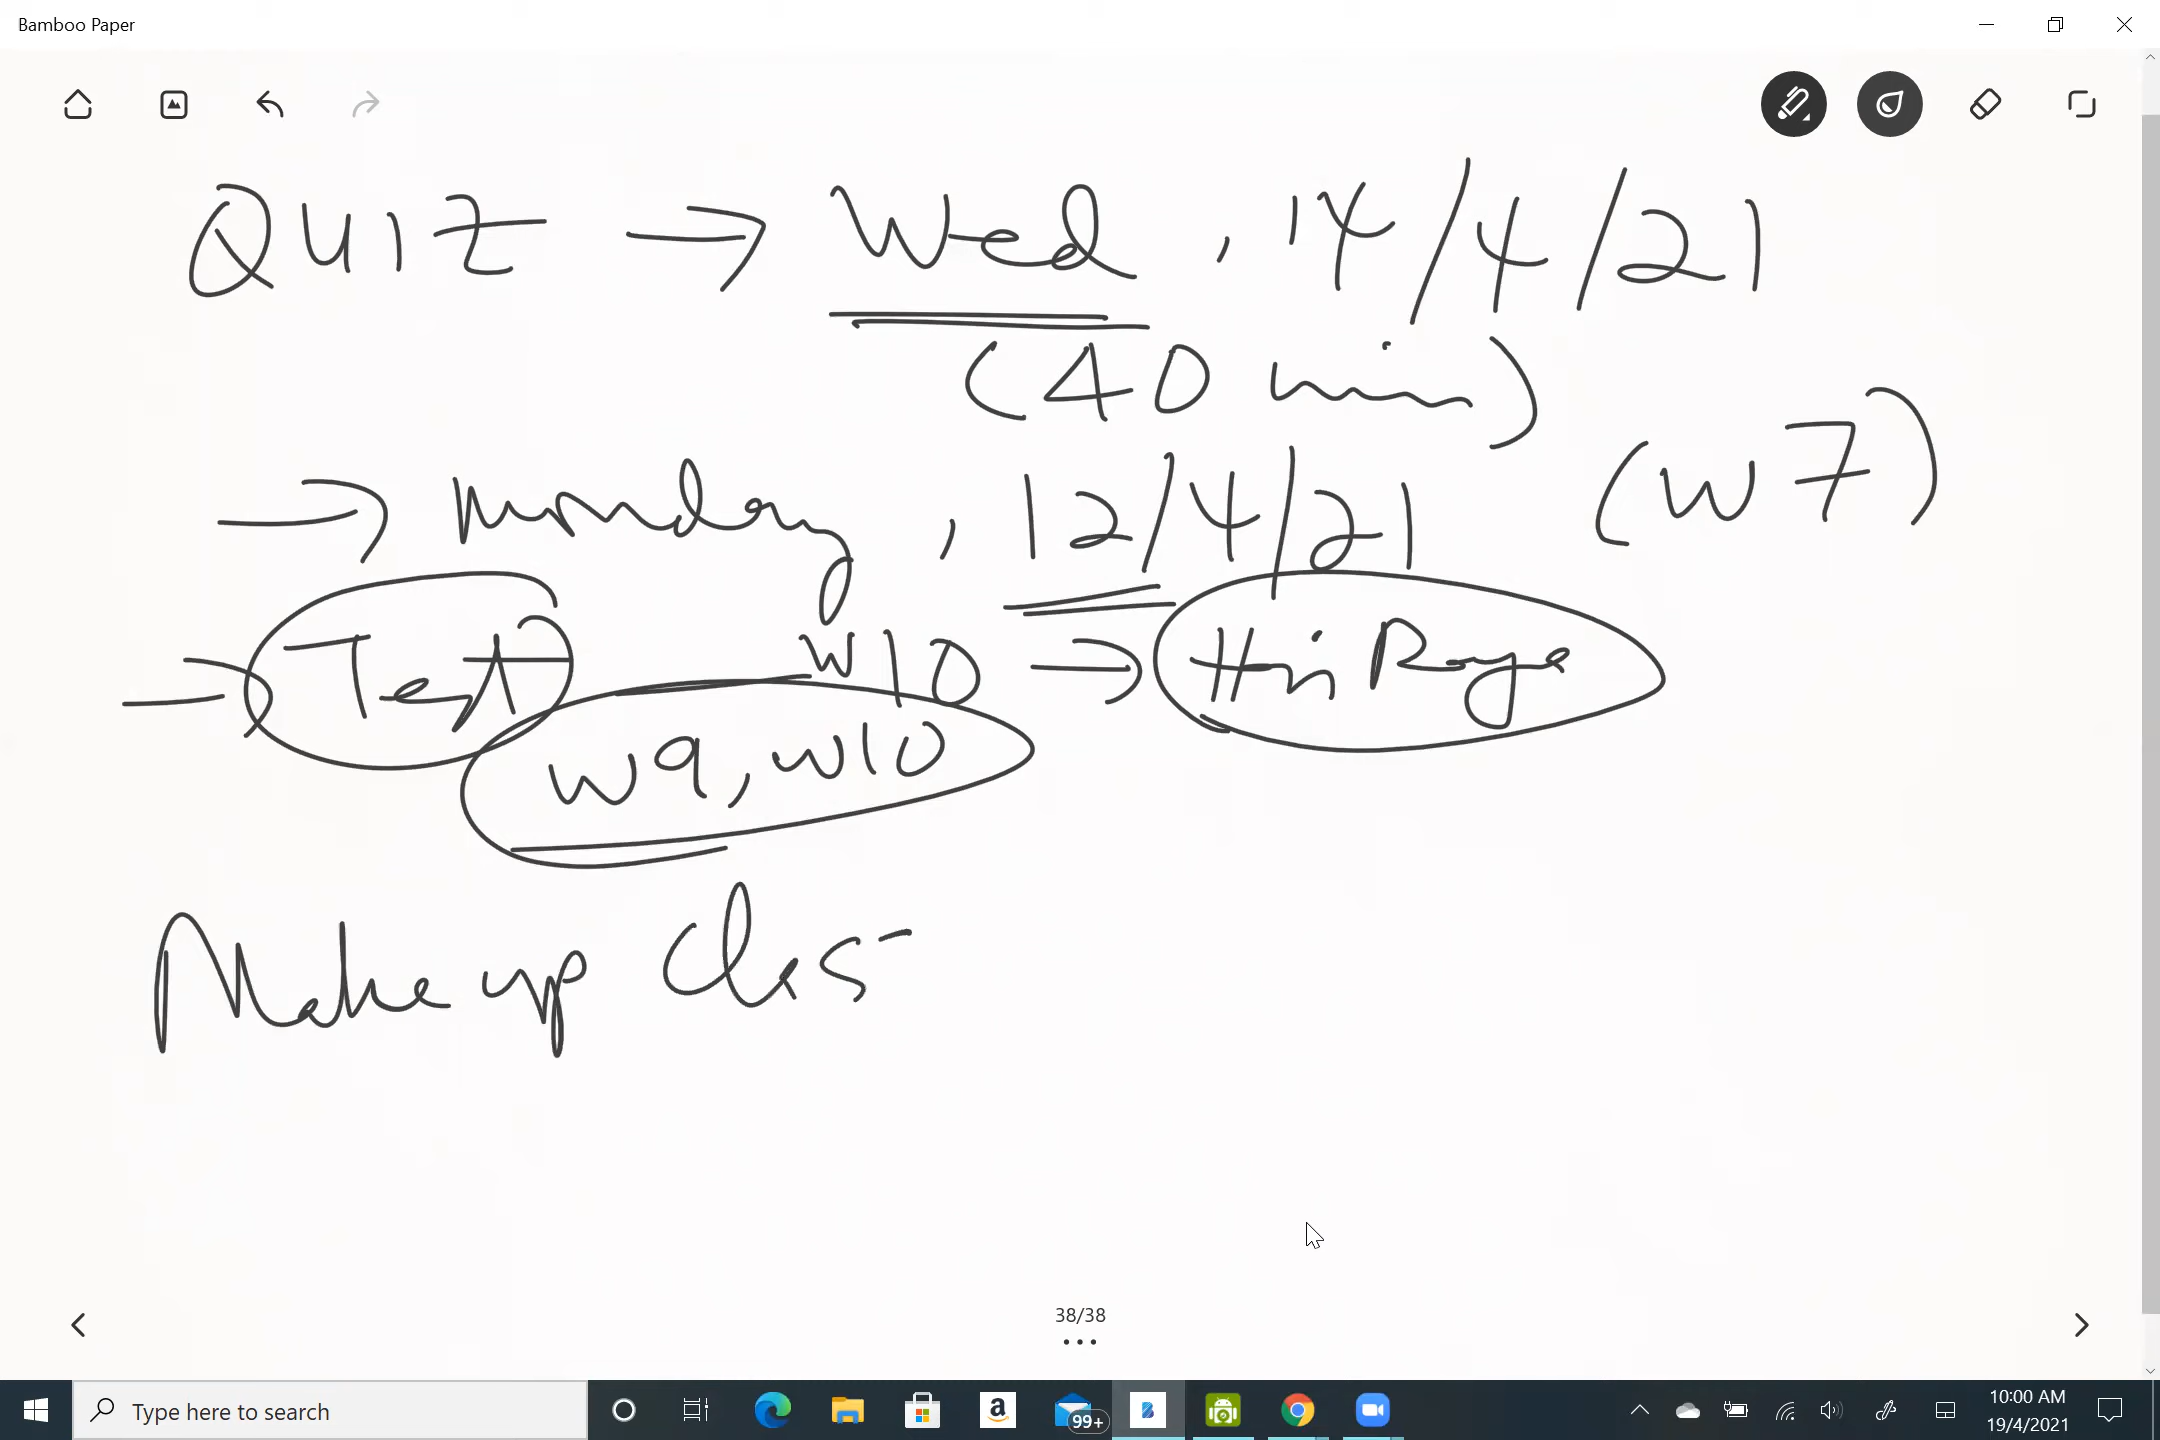 Bamboo Paper
QUIZ → Wed, 14/4/21
(40 min)
→ Monday, 12/4/21 (W7)
→ Test W10 → Hari Raya
W9, W10
Make up Class
38/38
Type here to search
99+
10:00 AM
19/4/2021